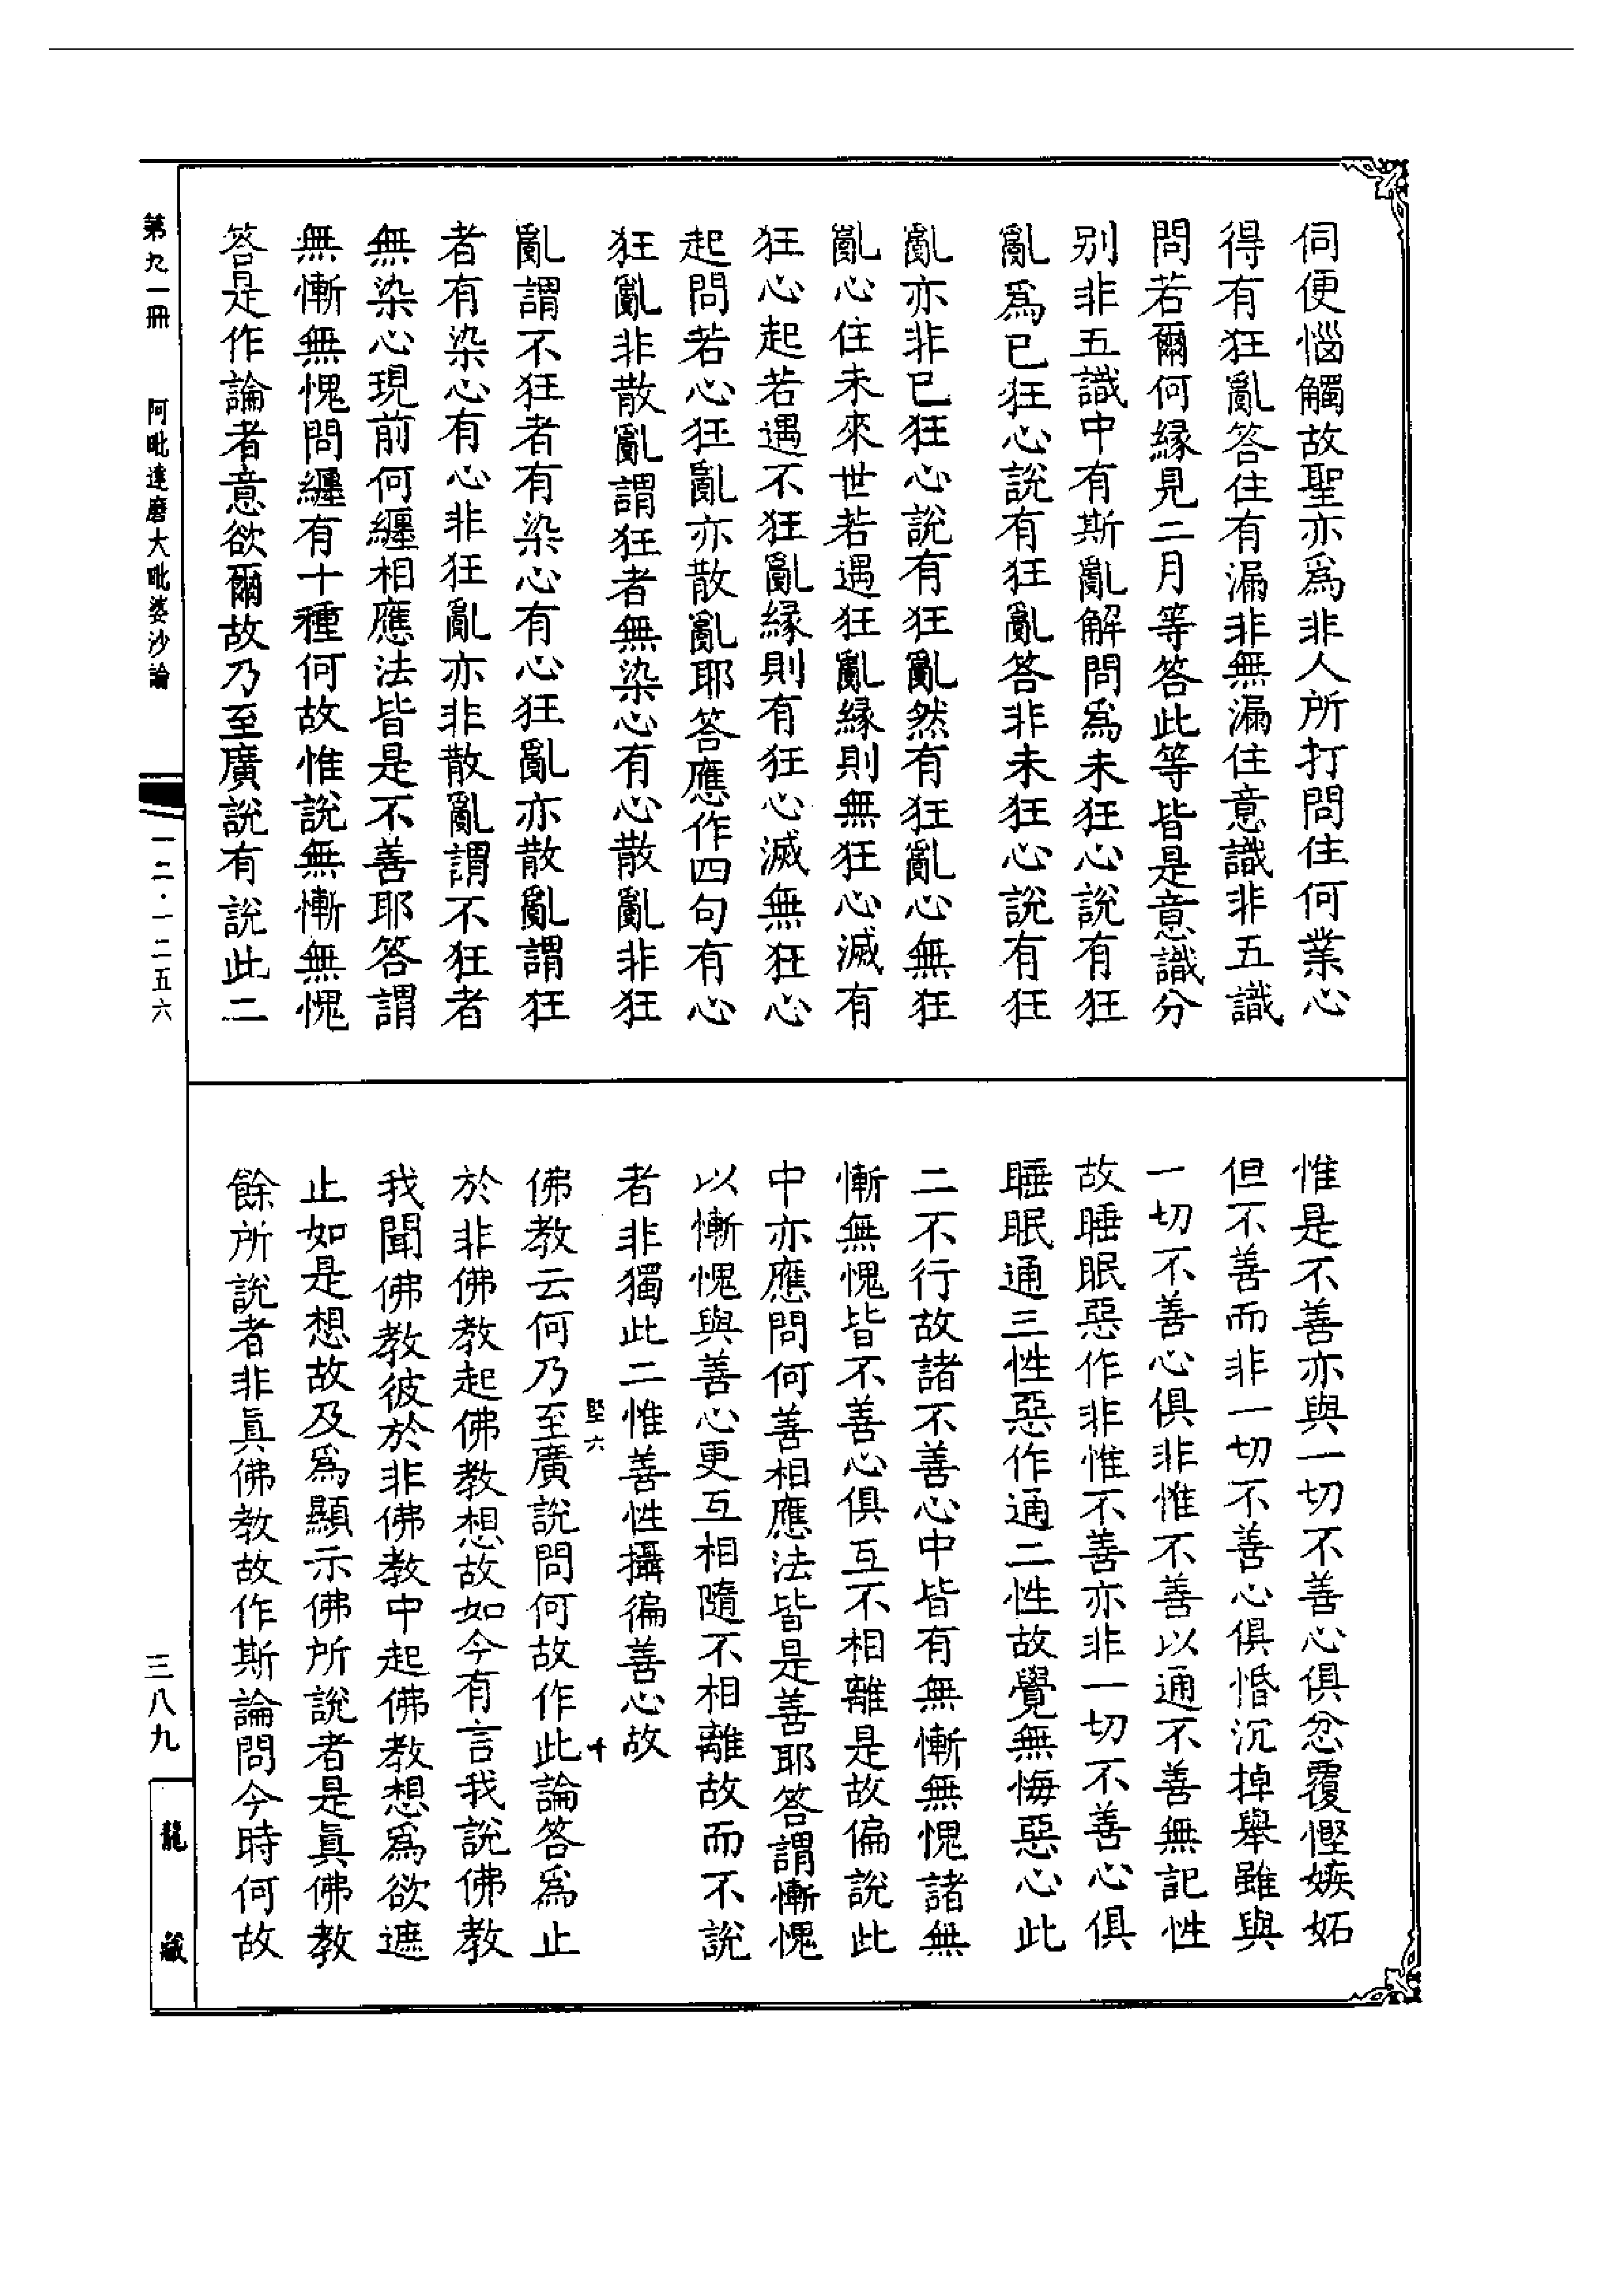 伺便惱觸故聖亦爲非人所打問住何業心
得有狂亂答住有漏非無漏住意識非五識
問若爾何緣見二月等答此等皆是意識分
别非五識中有斯亂解問爲未狂心說有狂
亂爲已狂心說有狂亂答非未狂心說有狂
亂亦非已狂心說有狂亂然有狂亂心無狂
亂心住未來世若遇狂亂緣則無狂心滅有
狂心起若遇不狂亂緣則有狂心滅無狂心
起問若心狂亂亦散亂耶答應作四句有心
狂亂非散亂謂狂者無染心有心散亂非狂
亂謂不狂者有染心有心狂亂亦散亂謂狂
者有染心有心非狂亂亦非散亂謂不狂者
無染心現前何纏相應法皆是不善耶答謂
無慚無愧問纏有十種何故惟說無慚無愧
答是作論者意欲爾故乃至廣說有說此二
惟是不善亦與一切不善心俱忿覆慳嫉妬
但不善而非一切不善心俱惛沉掉舉雖與
一切不善心俱非惟不善以通不善無記性
故睡眠惡作非惟不善亦非一切不善心俱
睡眠通三性惡作通二性故覺無悔惡心此
二不行故諸不善心中皆有無慚無愧諸無
慚無愧皆不善心俱互不相離是故偏說此
中亦應問何善相應法皆是善耶答謂慚愧
以慚愧與善心更互相隨不相離故而不說
者非獨此二惟善性攝徧善心故
堅六 十
佛教云何乃至廣說問何故作此論答爲止
於非佛教起佛教想故如今有言我說佛教
我聞佛教彼於非佛教中起佛教想爲欲遮
止如是想故及爲顯示佛所說者是眞佛教
餘所說者非眞佛教故作斯論問今時何故
第九一冊 阿毗達磨大毗婆沙論 一二·一二五六 三八九 龍藏